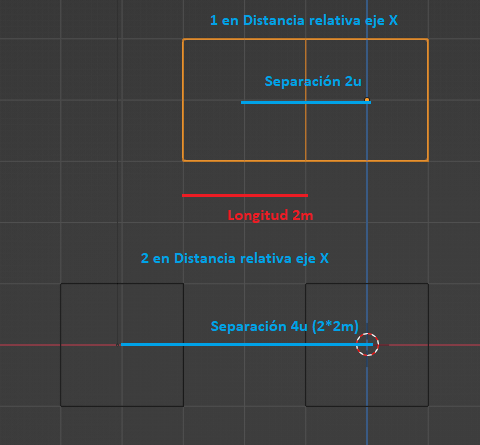 1 en Distancia relativa eje X
Separación 2u
Longitud 2m
2 en Distancia relativa eje X
Separación 4u (2*2m)